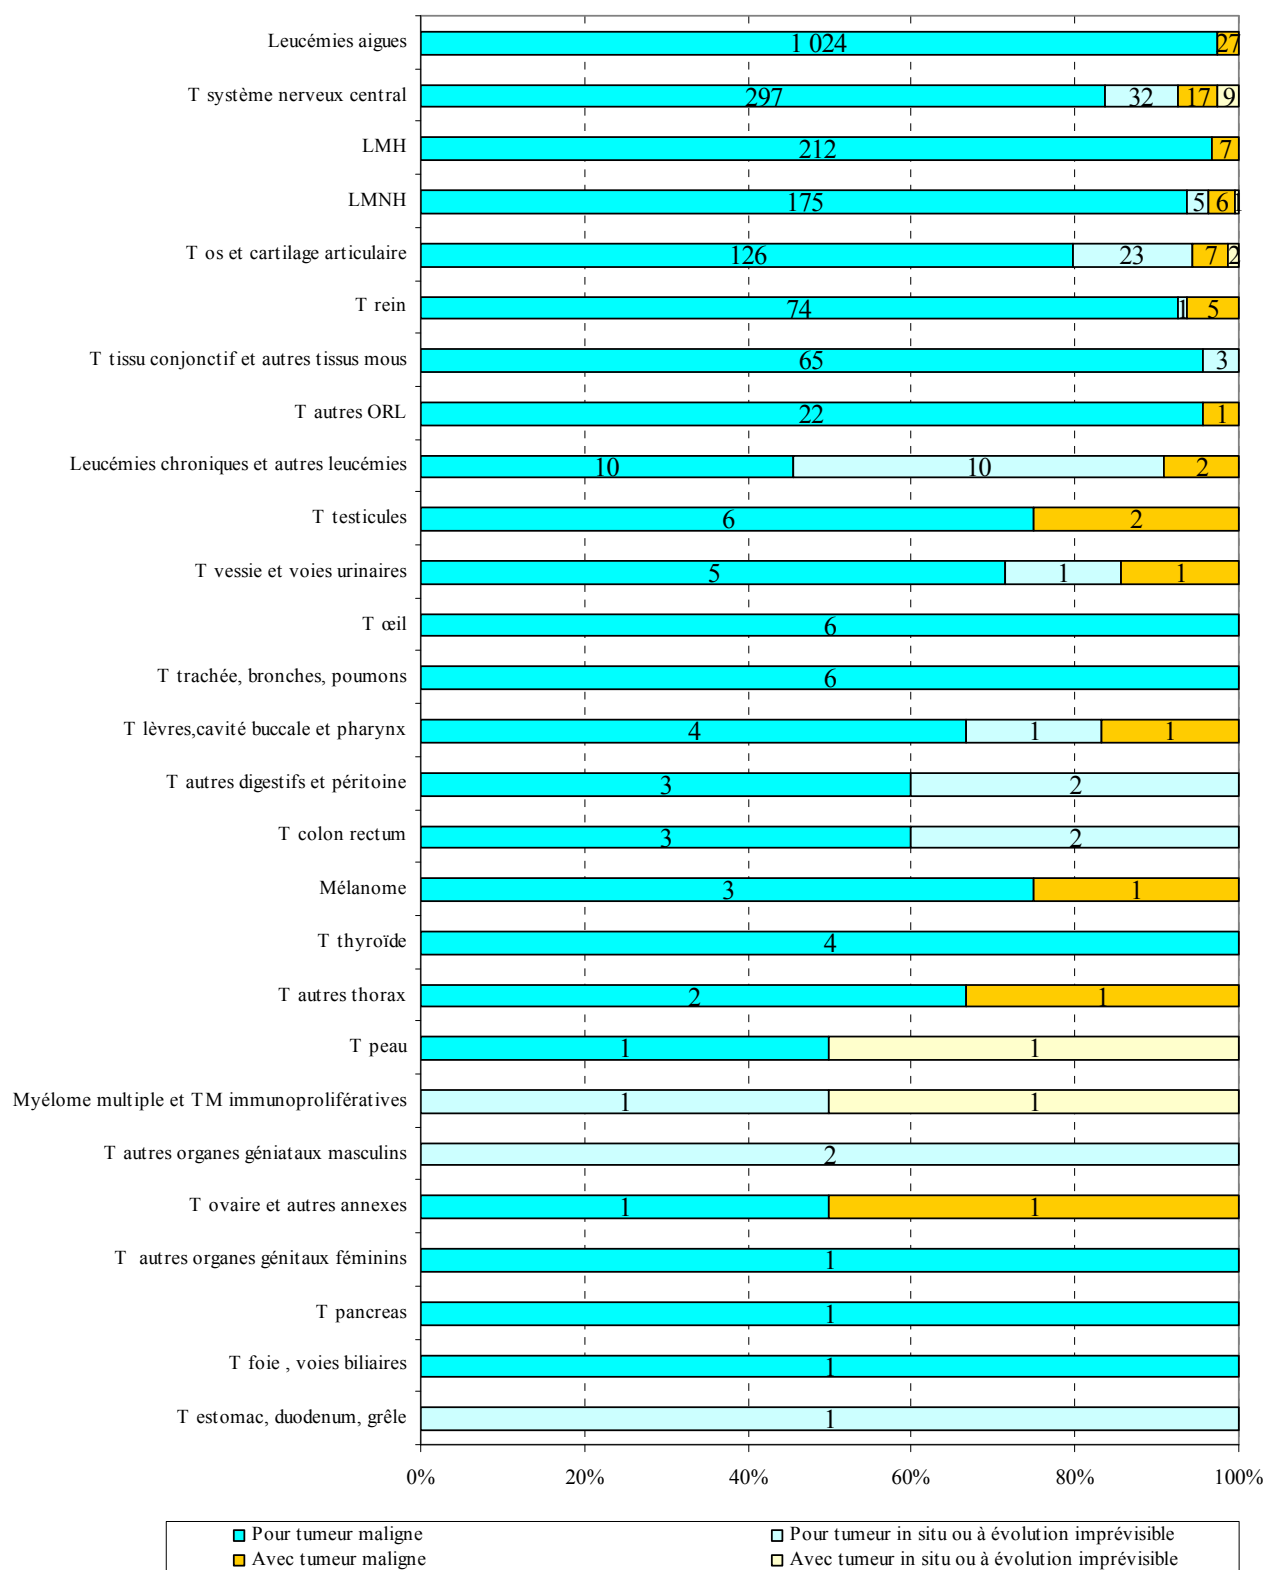 Leucémies aigues 1 024 27
T système nerveux central 297 32 17 9
LMH 212 7
LMNH 175 5 6 1
T os et cartilage articulaire 126 23 7 2
T rein 74 1 5
T tissu conjonctif et autres tissus mous 65 3
T autres ORL 22 1
Leucémies chroniques et autres leucémies 10 10 2
T testicules 6 2
T vessie et voies urinaires 5 1 1
T œil 6
T trachée, bronches, poumons 6
T lèvres,cavité buccale et pharynx 4 1 1
T autres digestifs et péritoine 3 2
T colon rectum 3 2
Mélanome 3 1
T thyroïde 4
T autres thorax 2 1
T peau 1 1
Myélome multiple et TM immunoprolifératives 1 1
T autres organes géniataux masculins 2
T ovaire et autres annexes 1 1
T autres organes génitaux féminins 1
T pancreas 1
T foie , voies biliaires 1
T estomac, duodenum, grêle 1
0% 20% 40% 60% 80% 100%
Pour tumeur maligne Pour tumeur in situ ou à évolution imprévisible
Avec tumeur maligne Avec tumeur in situ ou à évolution imprévisible